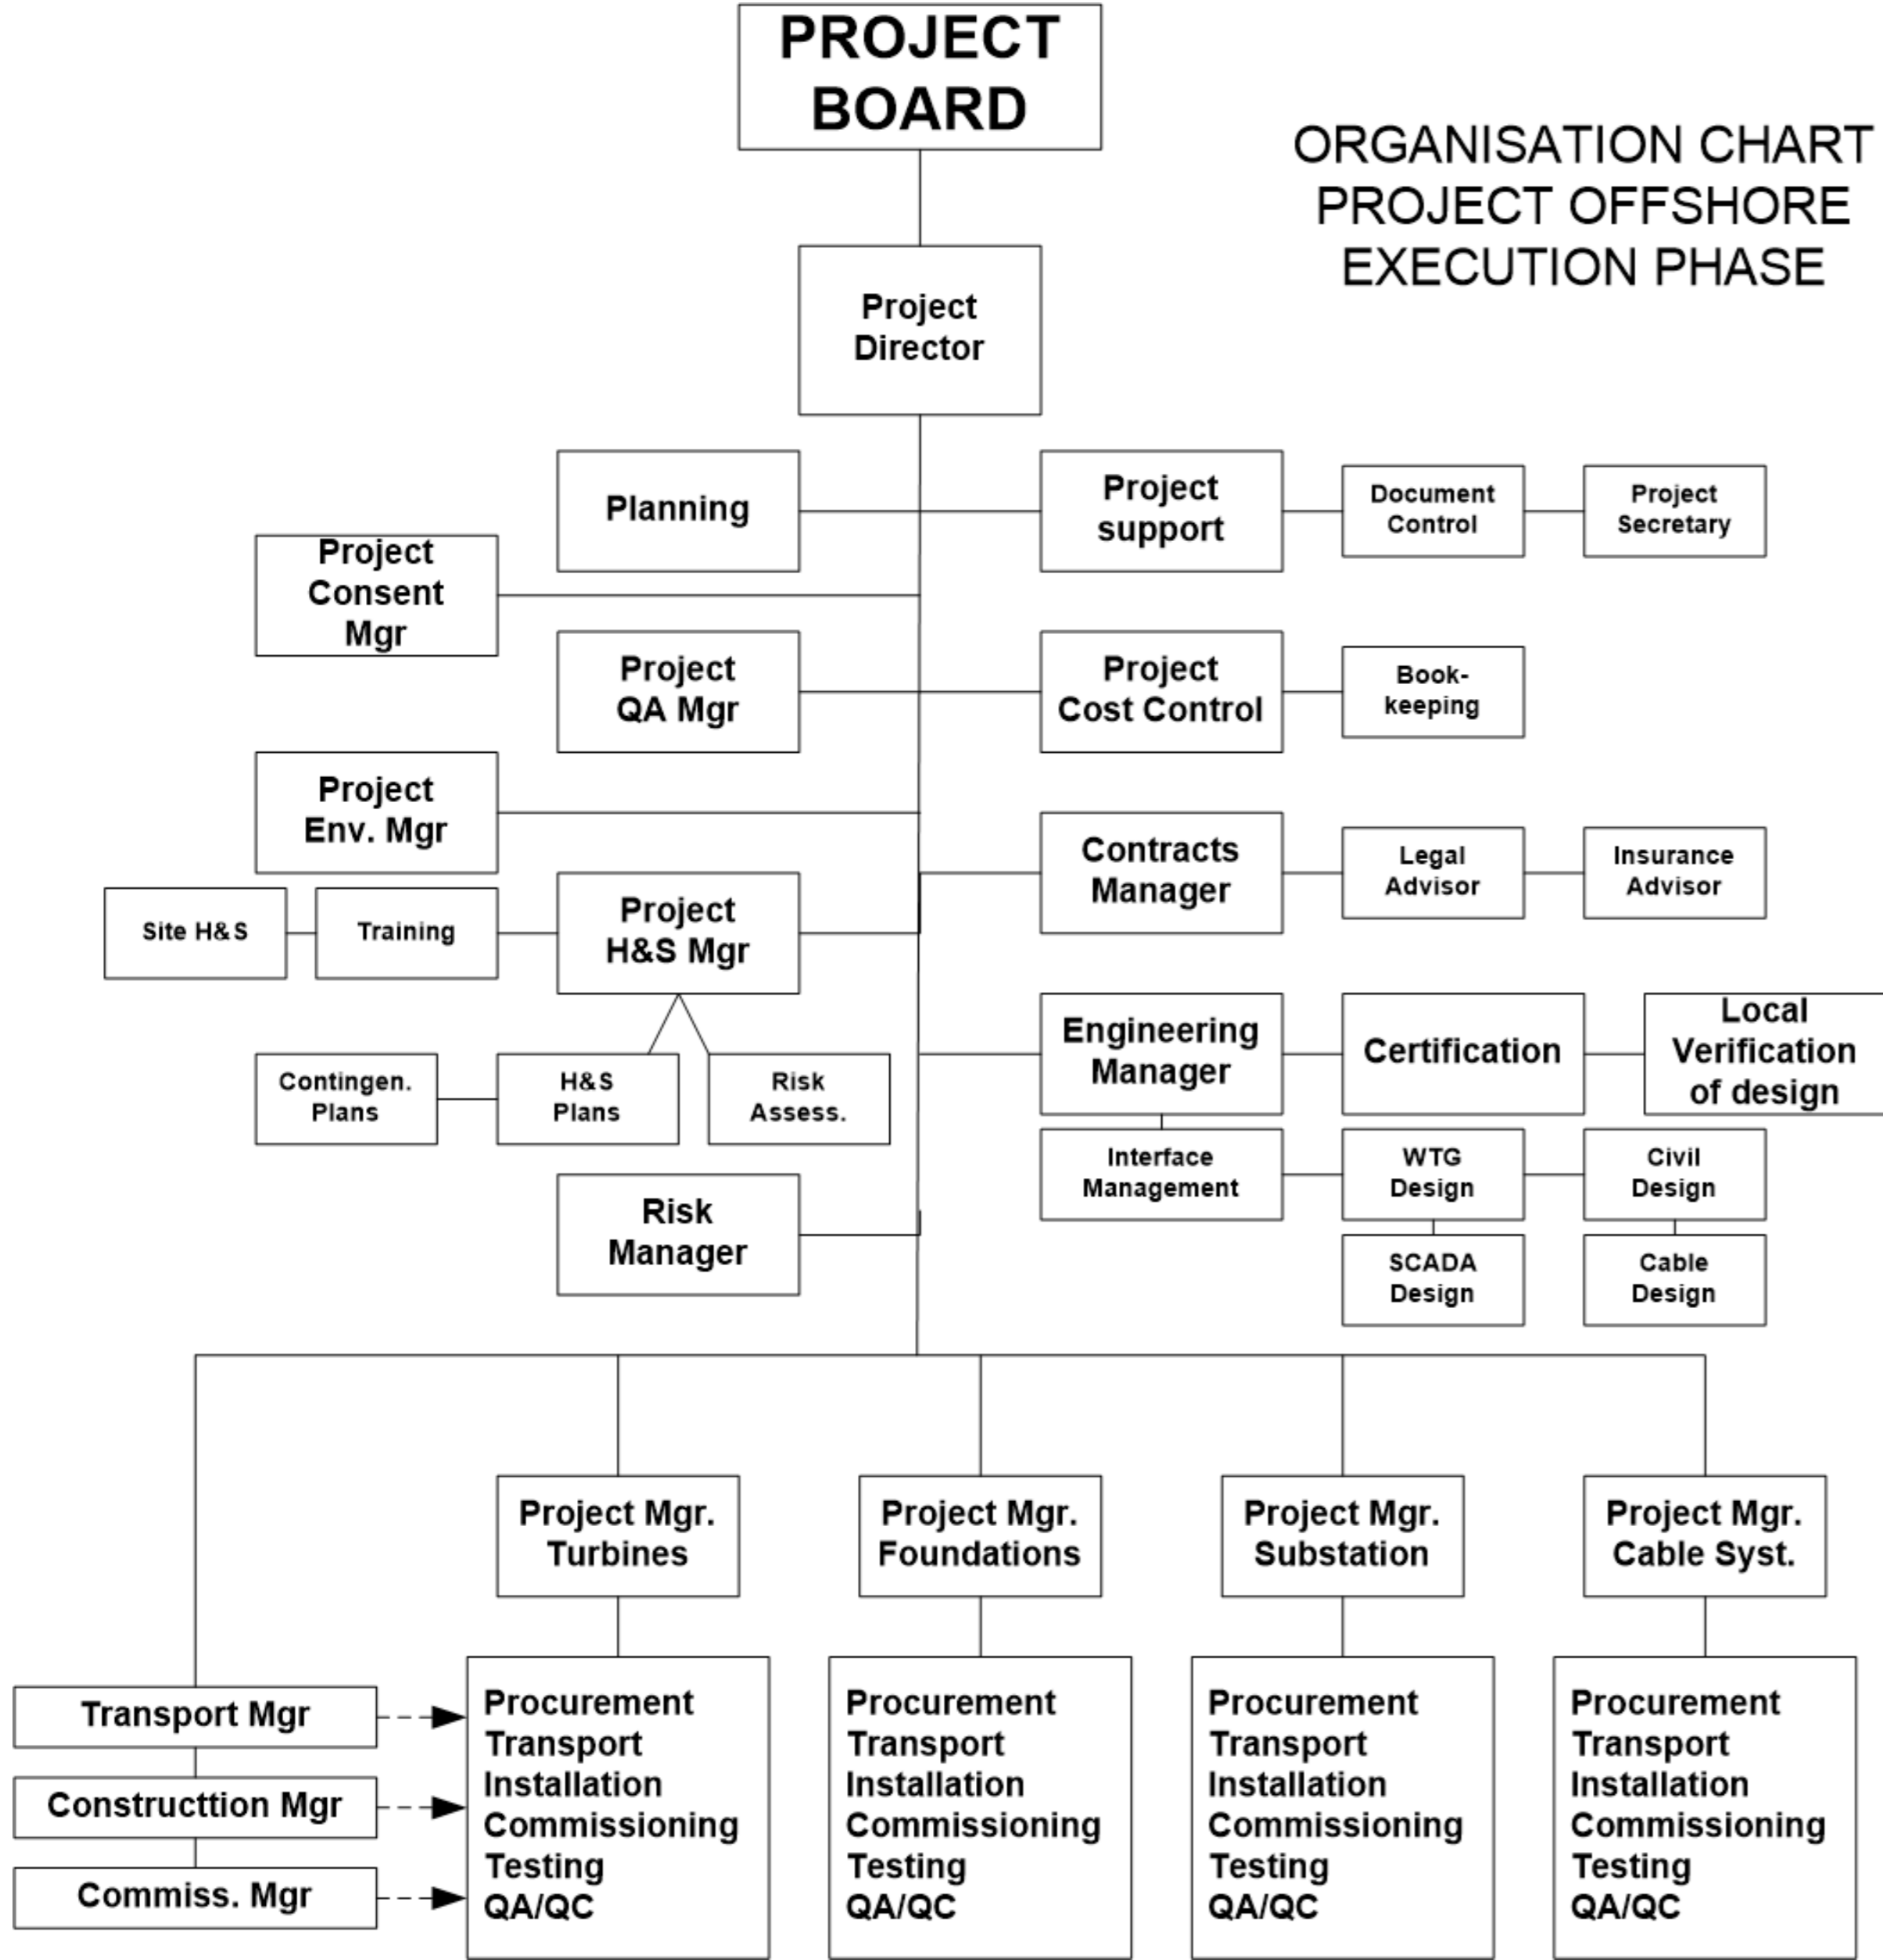 PROJECT
BOARD
ORGANISATION CHART
PROJECT OFFSHORE
EXECUTION PHASE
Project
Director
Planning
Project
support
Document
Control
Project
Secretary
Project
Consent
Mgr
Project
QA Mgr
Project
Cost Control
Book-
keeping
Project
Env. Mgr
Contracts
Manager
Legal
Advisor
Insurance
Advisor
Site H&S
Training
Project
H&S Mgr
Engineering
Manager
Certification
Local
Verification
of design
Contingen.
Plans
H&S
Plans
Risk
Assess.
Interface
Management
WTG
Design
Civil
Design
Risk
Manager
SCADA
Design
Cable
Design
Project Mgr.
Turbines
Project Mgr.
Foundations
Project Mgr.
Substation
Project Mgr.
Cable Syst.
Transport Mgr
Constructtion Mgr
Commiss. Mgr
Procurement
Transport
Installation
Commissioning
Testing
QA/QC
Procurement
Transport
Installation
Commissioning
Testing
QA/QC
Procurement
Transport
Installation
Commissioning
Testing
QA/QC
Procurement
Transport
Installation
Commissioning
Testing
QA/QC